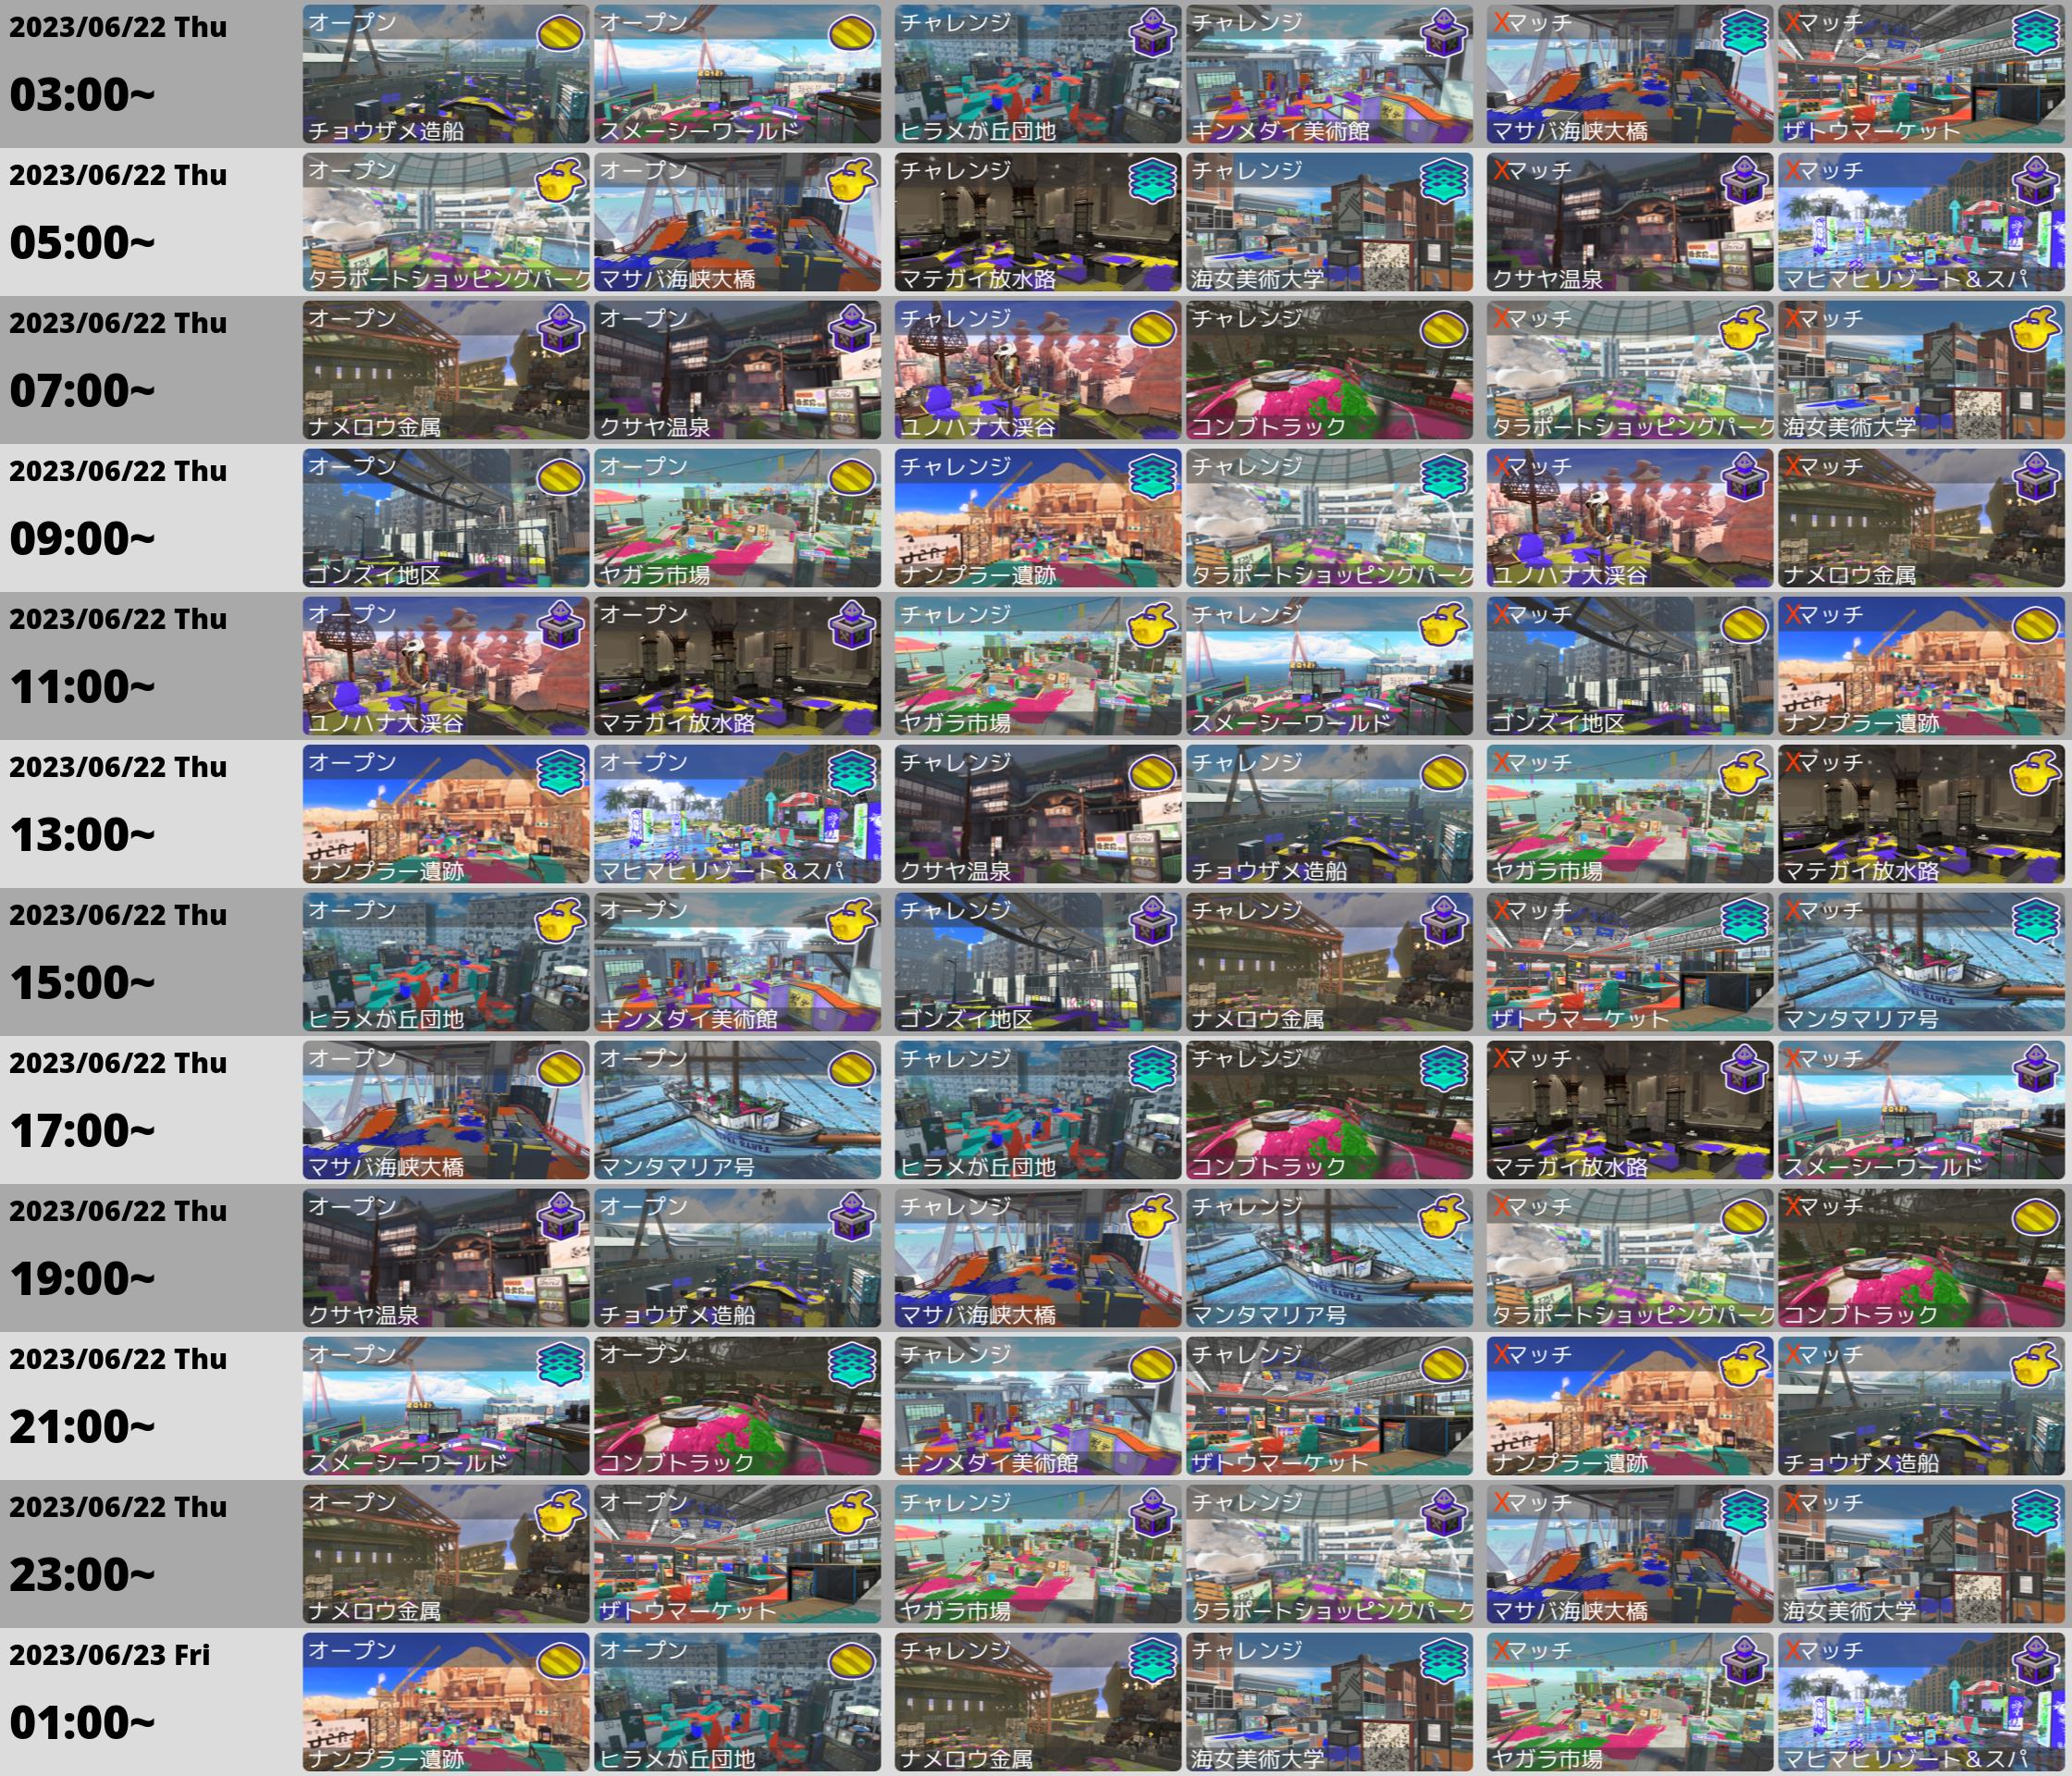 2023/06/22 Thu
03:00~
オープン オープン チャレンジ チャレンジ Xマッチ Xマッチ
チョウザメ造船 スメーシーワールド ヒラメが丘団地 キンメダイ美術館 マサバ海峡大橋 ザトウマーケット
2023/06/22 Thu
05:00~
オープン オープン チャレンジ チャレンジ Xマッチ Xマッチ
タラポートショッピングパーク マサバ海峡大橋 マテガイ放水路 海女美術大学 クサヤ温泉 マヒマヒリゾート＆スパ
2023/06/22 Thu
07:00~
オープン オープン チャレンジ チャレンジ Xマッチ Xマッチ
ナメロウ金属 クサヤ温泉 ユノハナ大渓谷 コンブトラック タラポートショッピングパーク 海女美術大学
2023/06/22 Thu
09:00~
オープン オープン チャレンジ チャレンジ Xマッチ Xマッチ
ゴンズイ地区 ヤガラ市場 ナンプラー遺跡 タラポートショッピングパーク ユノハナ大渓谷 ナメロウ金属
2023/06/22 Thu
11:00~
オープン オープン チャレンジ チャレンジ Xマッチ Xマッチ
ユノハナ大渓谷 マテガイ放水路 ヤガラ市場 スメーシーワールド ゴンズイ地区 ナンプラー遺跡
2023/06/22 Thu
13:00~
オープン オープン チャレンジ チャレンジ Xマッチ Xマッチ
ナンプラー遺跡 マヒマヒリゾート＆スパ クサヤ温泉 チョウザメ造船 ヤガラ市場 マテガイ放水路
2023/06/22 Thu
15:00~
オープン オープン チャレンジ チャレンジ Xマッチ Xマッチ
ヒラメが丘団地 キンメダイ美術館 ゴンズイ地区 ナメロウ金属 ザトウマーケット マンタマリア号
2023/06/22 Thu
17:00~
オープン オープン チャレンジ チャレンジ Xマッチ Xマッチ
マサバ海峡大橋 マンタマリア号 ヒラメが丘団地 コンブトラック マテガイ放水路 スメーシーワールド
2023/06/22 Thu
19:00~
オープン オープン チャレンジ チャレンジ Xマッチ Xマッチ
クサヤ温泉 チョウザメ造船 マサバ海峡大橋 マンタマリア号 タラポートショッピングパーク コンブトラック
2023/06/22 Thu
21:00~
オープン オープン チャレンジ チャレンジ Xマッチ Xマッチ
スメーシーワールド コンブトラック キンメダイ美術館 ザトウマーケット ナンプラー遺跡 チョウザメ造船
2023/06/22 Thu
23:00~
オープン オープン チャレンジ チャレンジ Xマッチ Xマッチ
ナメロウ金属 ザトウマーケット ヤガラ市場 タラポートショッピングパーク マサバ海峡大橋 海女美術大学
2023/06/23 Fri
01:00~
オープン オープン チャレンジ チャレンジ Xマッチ Xマッチ
ナンプラー遺跡 ヒラメが丘団地 ナメロウ金属 海女美術大学 ヤガラ市場 マヒマヒリゾート＆スパ